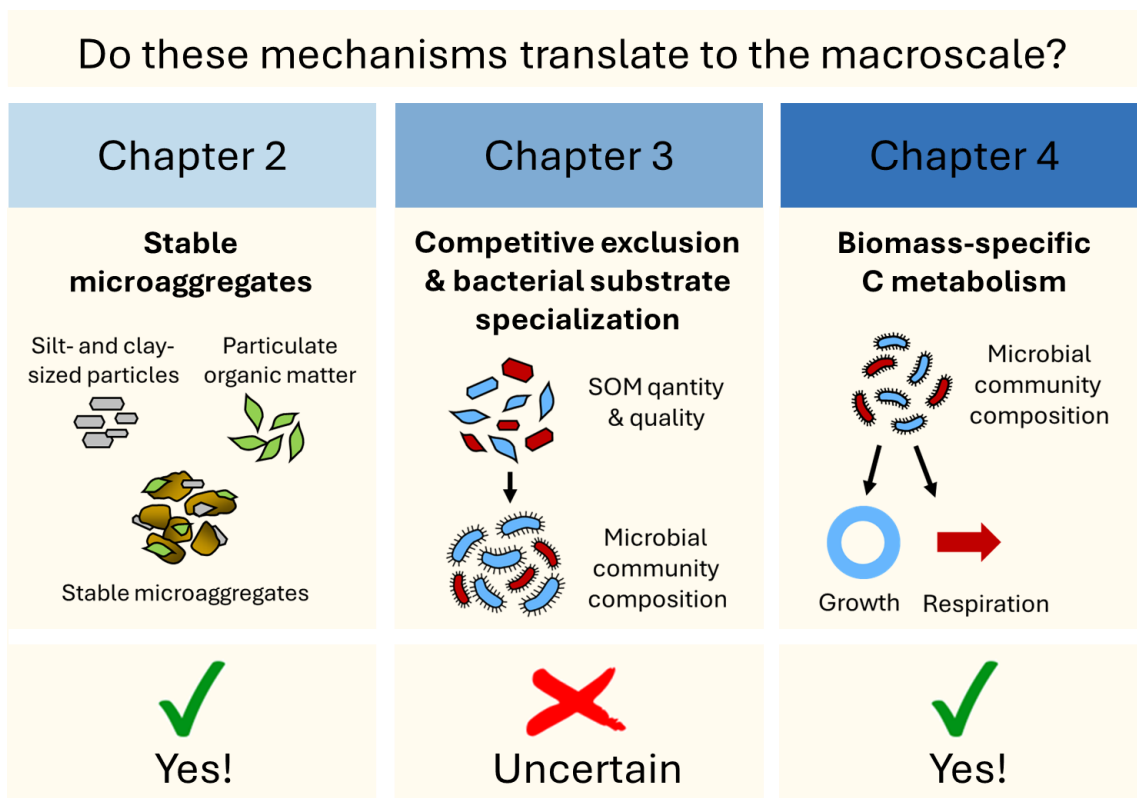 Do these mechanisms translate to the macroscale?
Chapter 2
Stable
microaggregates
Silt- and clay-
sized particles
Particulate
organic matter
Stable microaggregates
Yes!
Chapter 3
Competitive exclusion
& bacterial substrate
specialization
SOM qantity
& quality
Microbial
community
composition
Uncertain
Chapter 4
Biomass-specific
C metabolism
Microbial
community
composition
Growth
Respiration
Yes!